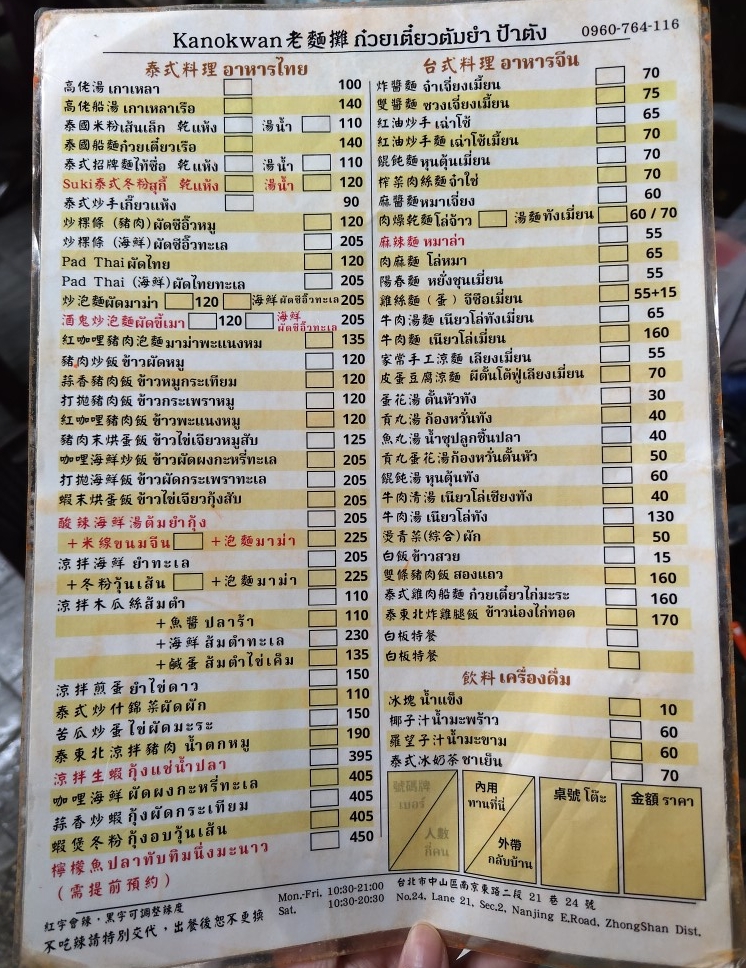 Kanokwan老麵攤 ก๋วยเตี๋ยวต้มยำ ป้าตัง 0960-764-116
泰式料理 อาหารไทย
高佬湯 เกาเหลา 100
高佬船湯 เกาเหลาเรือ 140
泰國米粉เส้นเล็ก 乾แห้ง 湯น้ำ 110
泰國船麵ก๋วยเตี๋ยวเรือ 140
泰式招牌麵ไท้ซื่อ 乾แห้ง 湯น้ำ 110
Suki泰式冬粉สุกี้ 乾แห้ง 湯น้ำ 120
泰式炒手เกี๊ยวแห้ง 90
炒粿條 (豬肉)ผัดซีอิ๊วหมู 120
炒粿條 (海鮮)ผัดซีอิ๊วทะเล 205
Pad Thaiผัดไทย 120
Pad Thai (海鮮)ผัดไทยทะเล 205
炒泡麵ผัดมาม่า 120 海鮮ผัดซีอิ๊วทะเล 205
酒鬼炒泡麵ผัดขี้เมา 120 海鮮ผัดซีอิ๊วทะเล 205
紅咖哩豬肉泡麵มาม่าพะแนงหม 135
豬肉炒飯 ข้าวผัดหมู 120
蒜香豬肉飯 ข้าวหมูกระเทียม 120
打拋豬肉飯 ข้าวกระเพราหมู 120
紅咖哩豬肉飯 ข้าวพะแนงหมู 120
豬肉末烘蛋飯 ข้าวไข่เจียวหมูสับ 125
咖哩海鮮炒飯 ข้าวผัดผงกะหรี่ทะเล 205
打拋海鮮飯 ข้าวผัดกระเพราทะเล 205
蝦末烘蛋飯 ข้าวไข่เจียวกุ้งสับ 205
酸辣海鮮湯ต้มยำกุ้ง 205
+米線ขนมจีน +泡麵มาม่า 225
涼拌海鮮 ยำทะเล 205
+冬粉วุ้นเส้น +泡麵มาม่า 225
涼拌木瓜絲ส้มตำ 110
+魚醬 ปลาร้า 110
+海鮮 ส้มตำทะเล 230
+鹹蛋 ส้มตำไข่เค็ม 135
涼拌煎蛋 ยำไข่ดาว 150
泰式炒什錦菜ผัดผัก 110
苦瓜炒蛋 ไข่ผัดมะระ 150
泰東北涼拌豬肉 น้ำตกหมู 190
涼拌生蝦 กุ้งแช่น้ำปลา 395
咖哩海鮮 ผัดผงกะหรี่ทะเล 405
蒜香炒蝦 กุ้งผัดกระเทียม 405
蝦煲冬粉 กุ้งอบวุ้นเส้น 405
檸檬魚ปลาทับทิมนึ่งมะนาว 450
(需提前預約)
台式料理 อาหารจีน
炸醬麵 จ๋าเจี่ยงเมี้ยน 70
雙醬麵 ชวงเจี่ยงเมี้ยน 75
紅油炒手 เฉ่าโซ้ 65
紅油炒手麵 เฉ่าโซ้เมี้ยน 70
餛飩麵 หุนตุ้นเมี้ยน 70
榨菜肉絲麵จ๋าใช่ 70
麻醬麵 หมาเจี่ยง 60
肉燥乾麵 โล่จ้าว 湯麵ทังเมี้ยน 60 / 70
麻辣麵 หมาล่า 55
肉麻麵 โล่หมา 65
陽春麵 หยั่งชุนเมี้ยน 55
雞絲麵 (蛋) จีซือเมี้ยน 55+15
牛肉湯麵 เนียวโล่ทังเมี้ยน 65
牛肉麵 เนียวโล่เมี้ยน 160
家常手工涼麵 เลียงเมี้ยน 55
皮蛋豆腐涼麵 ผีตั้นโต้ฟู่เลียงเมี้ยน 70
蛋花湯 ตั้นหัวทัง 30
貢丸湯 ก้องหวั่นทัง 40
魚丸湯 น้ำซุปลูกชิ้นปลา 40
貢丸蛋花湯ก้องหวั่นตั้นหัว 50
餛飩湯 หุนตุ้นทัง 60
牛肉清湯 เนียวโล่เชียงทัง 40
牛肉湯 เนียวโล่ทัง 130
燙青菜(綜合)ผัก 50
白飯 ข้าวสวย 15
雙條豬肉飯 สองแถว 160
泰式雞肉船麵 ก๋วยเตี๋ยวไก่มะระ 160
泰東北炸雞腿飯 ข้าวน่องไก่ทอด 170
白板特餐
白板特餐
飲料 เครื่องดื่ม
冰塊 น้ำแข็ง 10
椰子汁น้ำมะพร้าว 60
羅望子汁น้ำมะขาม 60
泰式冰奶茶 ชาเย็น 70
號碼牌 เบอร์
人數 กี่คน
內用 ทานที่นี่
外帶 กลับบ้าน
桌號 โต๊ะ
金額 ราคา
紅字會辣，黑字可調整辣度
不吃辣請特別交代，出餐後恕不更換
Mon.-Fri. 10:30-21:00
Sat. 10:30-20:30
台北市中山區南京東路二段 21 巷 24 號
No.24, Lane 21, Sec.2, Nanjing E.Road, ZhongShan Dist.